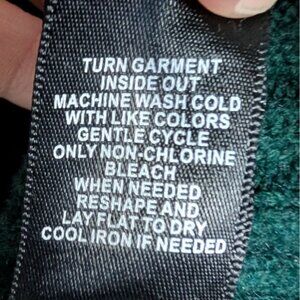 TURN GARMENT
INSIDE OUT
MACHINE WASH COLD
WITH LIKE COLORS
GENTLE CYCLE
ONLY NON-CHLORINE
BLEACH
WHEN NEEDED
RESHAPE AND
LAY FLAT TO DRY
COOL IRON IF NEEDED